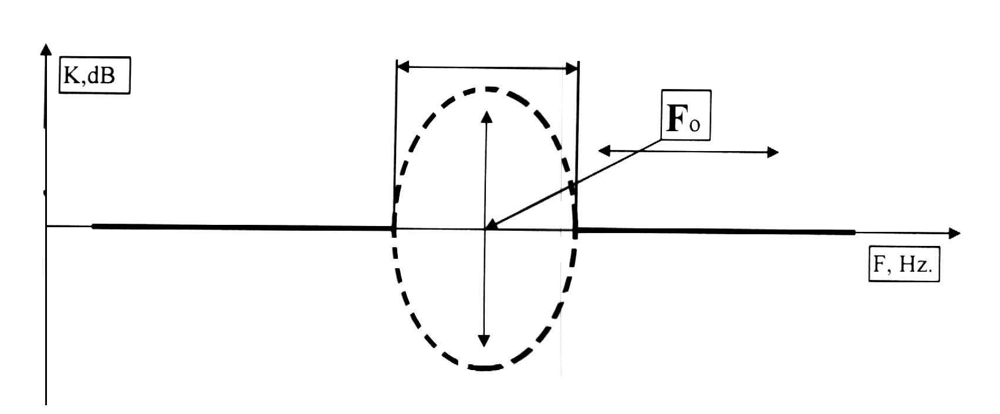 K,dB
Fo
F, Hz.